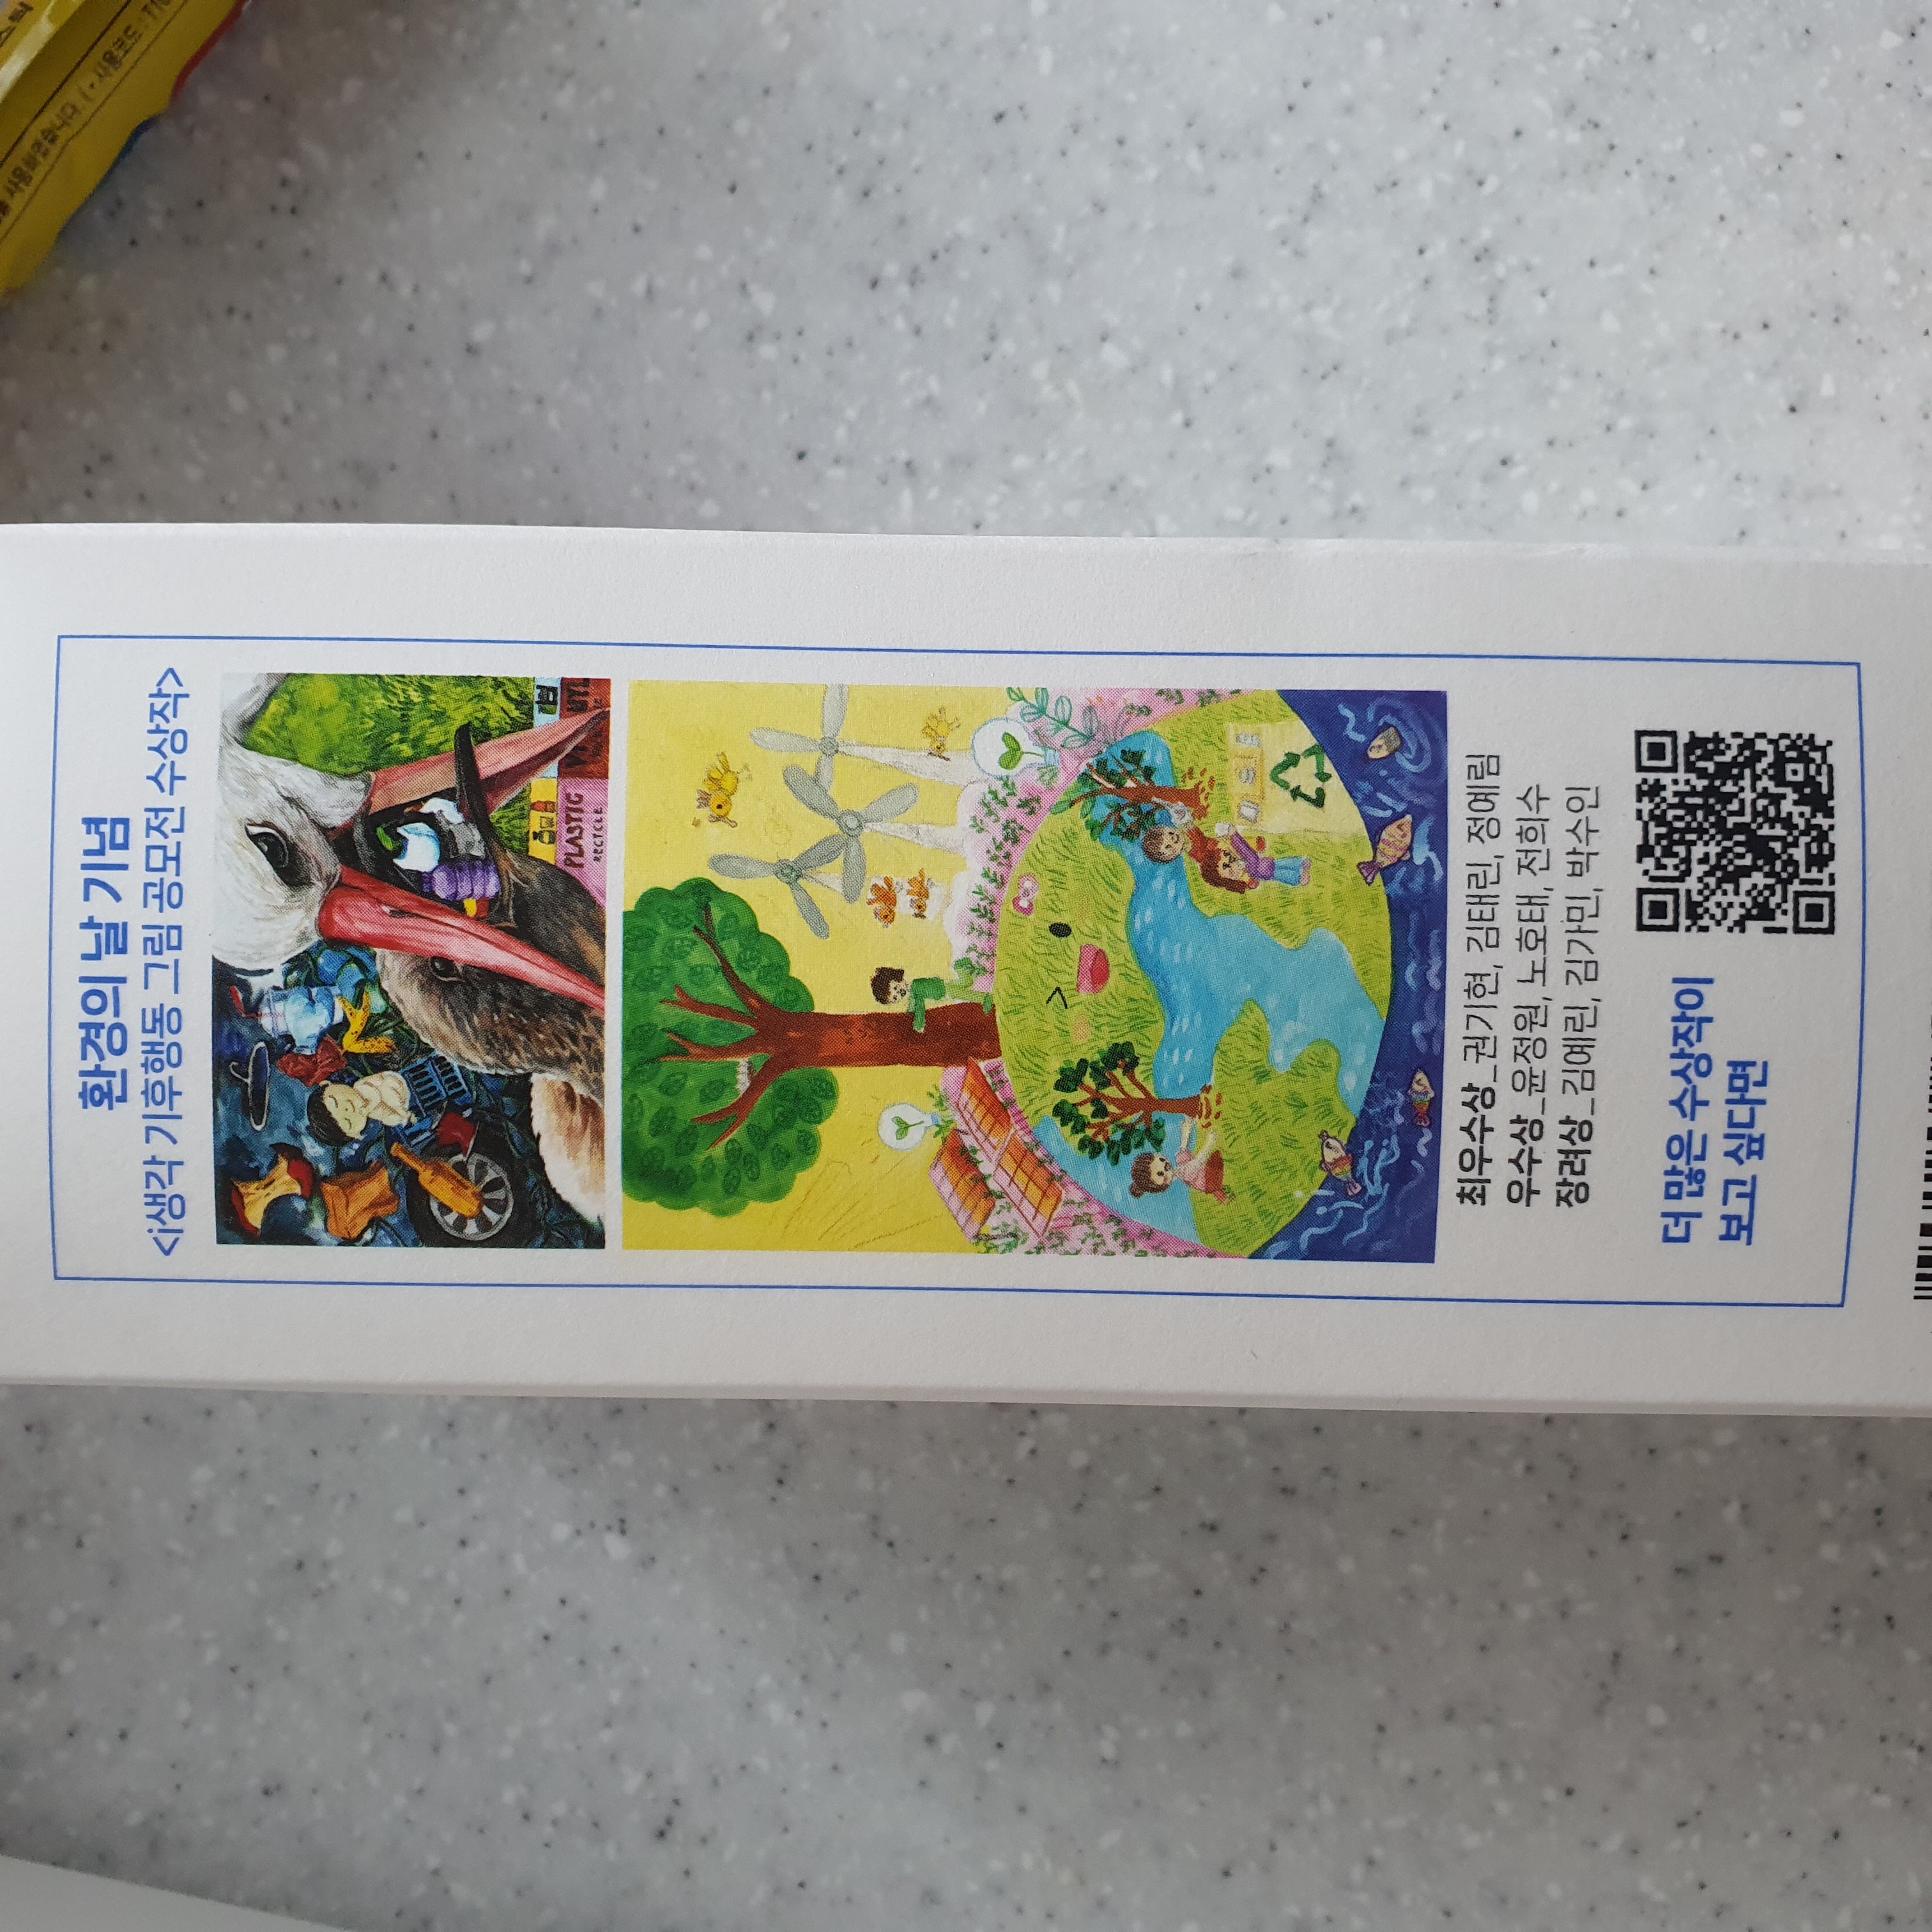 환경의 날 기념
<i생각 기후행동 그림 공모전 수상작>
PLASTIC
RECYCLE
최우수상_권기현, 김태린, 정예림
우수상_윤정원, 노호태, 전희수
장려상_김예린, 김가민, 박수인
더 많은 수상작이
보고 싶다면